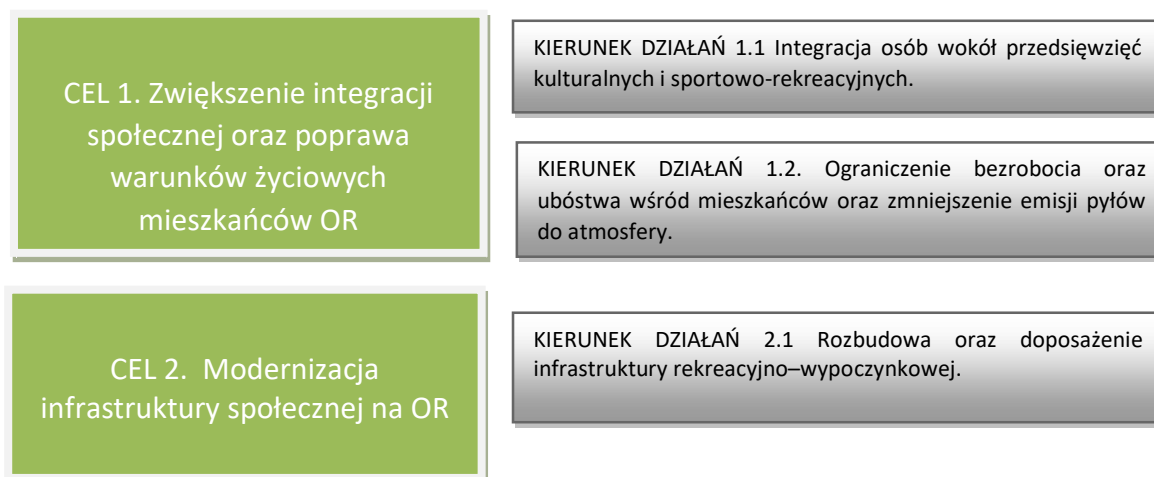 CEL 1. Zwiększenie integracji
społecznej oraz poprawa
warunków życiowych
mieszkańców OR
KIERUNEK DZIAŁAŃ 1.1 Integracja osób wokół przedsięwzięć
kulturalnych i sportowo-rekreacyjnych.
KIERUNEK DZIAŁAŃ 1.2. Ograniczenie bezrobocia oraz
ubóstwa wśród mieszkańców oraz zmniejszenie emisji pyłów
do atmosfery.
CEL 2. Modernizacja
infrastruktury społecznej na OR
KIERUNEK DZIAŁAŃ 2.1 Rozbudowa oraz doposażenie
infrastruktury rekreacyjno–wypoczynkowej.